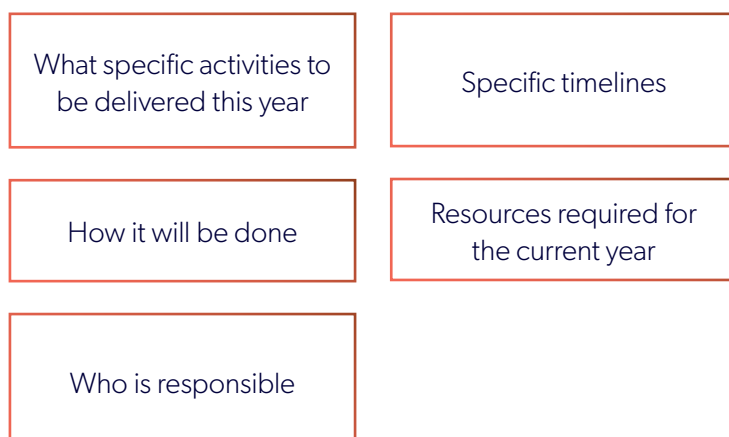 What specific activities to
be delivered this year
Specific timelines
How it will be done
Resources required for
the current year
Who is responsible